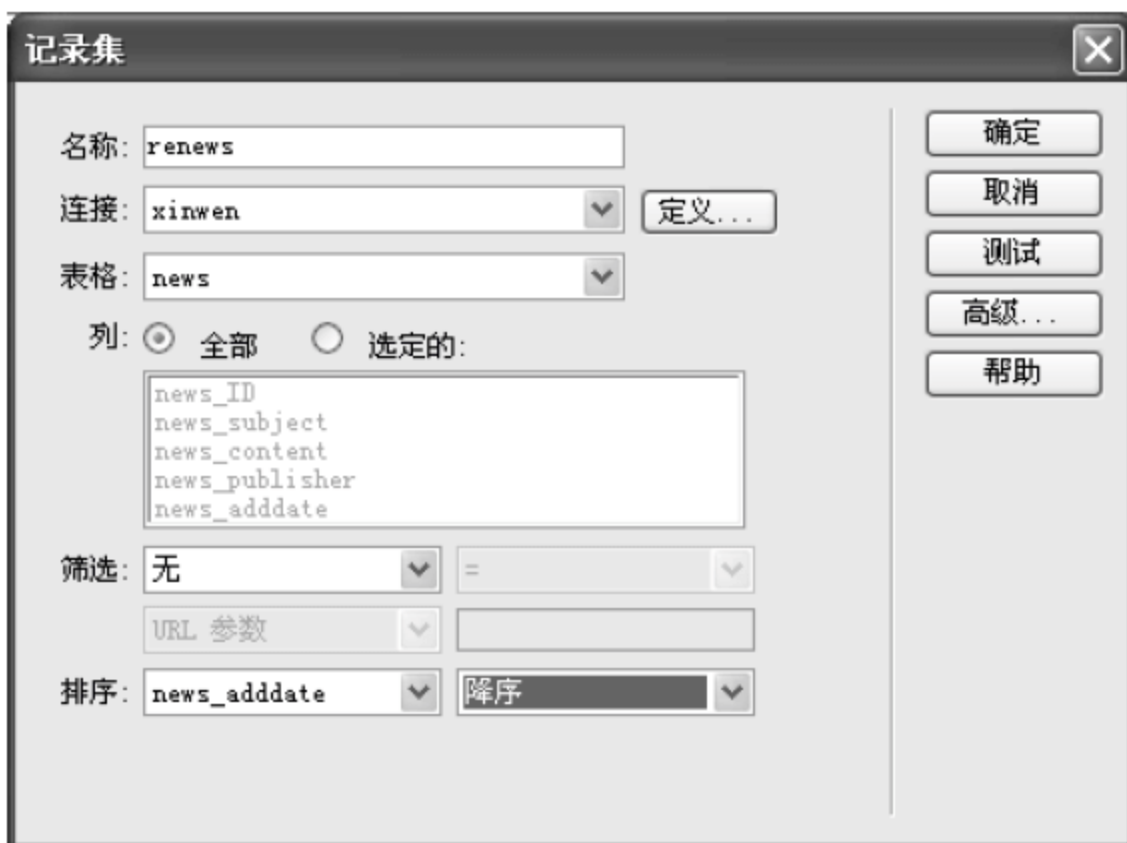 记录集
名称: renews
确定
连接: xinwen 定义...
取消
表格: news
测试
列: 全部 选定的:
高级...
帮助
news_ID
news_subject
news_content
news_publisher
news_adddate
筛选: 无 =
URL 参数
排序: news_adddate 降序